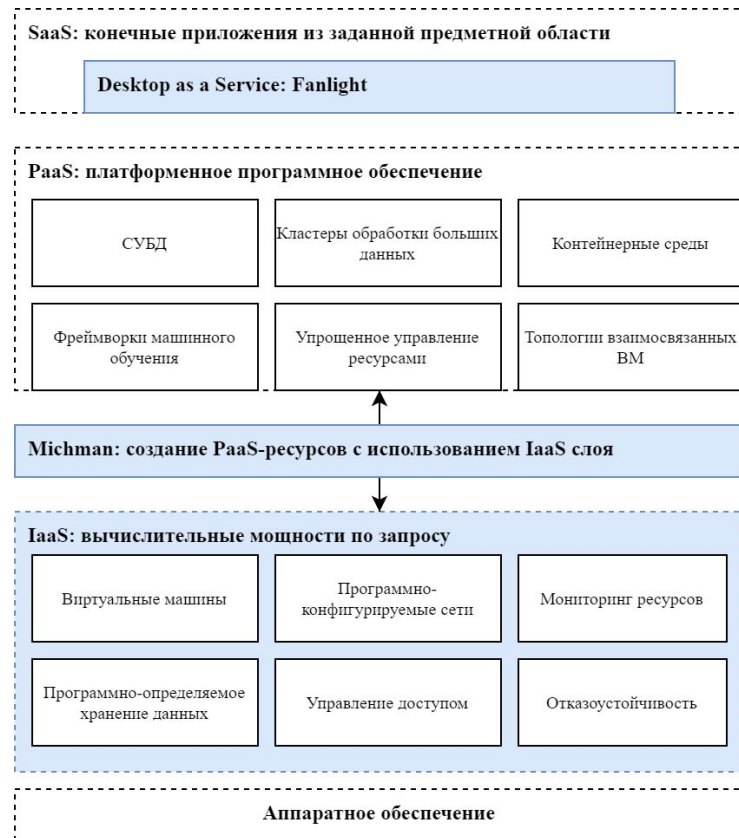 SaaS: конечные приложения из заданной предметной области
Desktop as a Service: Fanlight
PaaS: платформенное программное обеспечение
СУБД
Кластеры обработки больших
данных
Контейнерные среды
Фреймворки машинного
обучения
Упрощенное управление
ресурсами
Топологии взаимосвязанных
ВМ
Michman: создание PaaS-ресурсов с использованием IaaS слоя
IaaS: вычислительные мощности по запросу
Виртуальные машины
Программно-
конфигурируемые сети
Мониторинг ресурсов
Программно-определяемое
хранение данных
Управление доступом
Отказоустойчивость
Аппаратное обеспечение